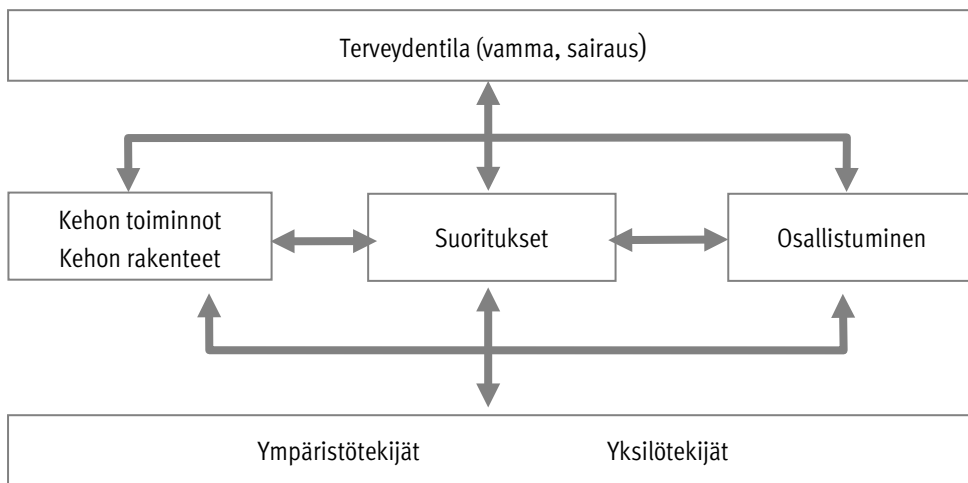 Terveydentila (vamma, sairaus)
Kehon toiminnot
Kehon rakenteet
Suoritukset
Osallistuminen
Ympäristötekijät
Yksilötekijät